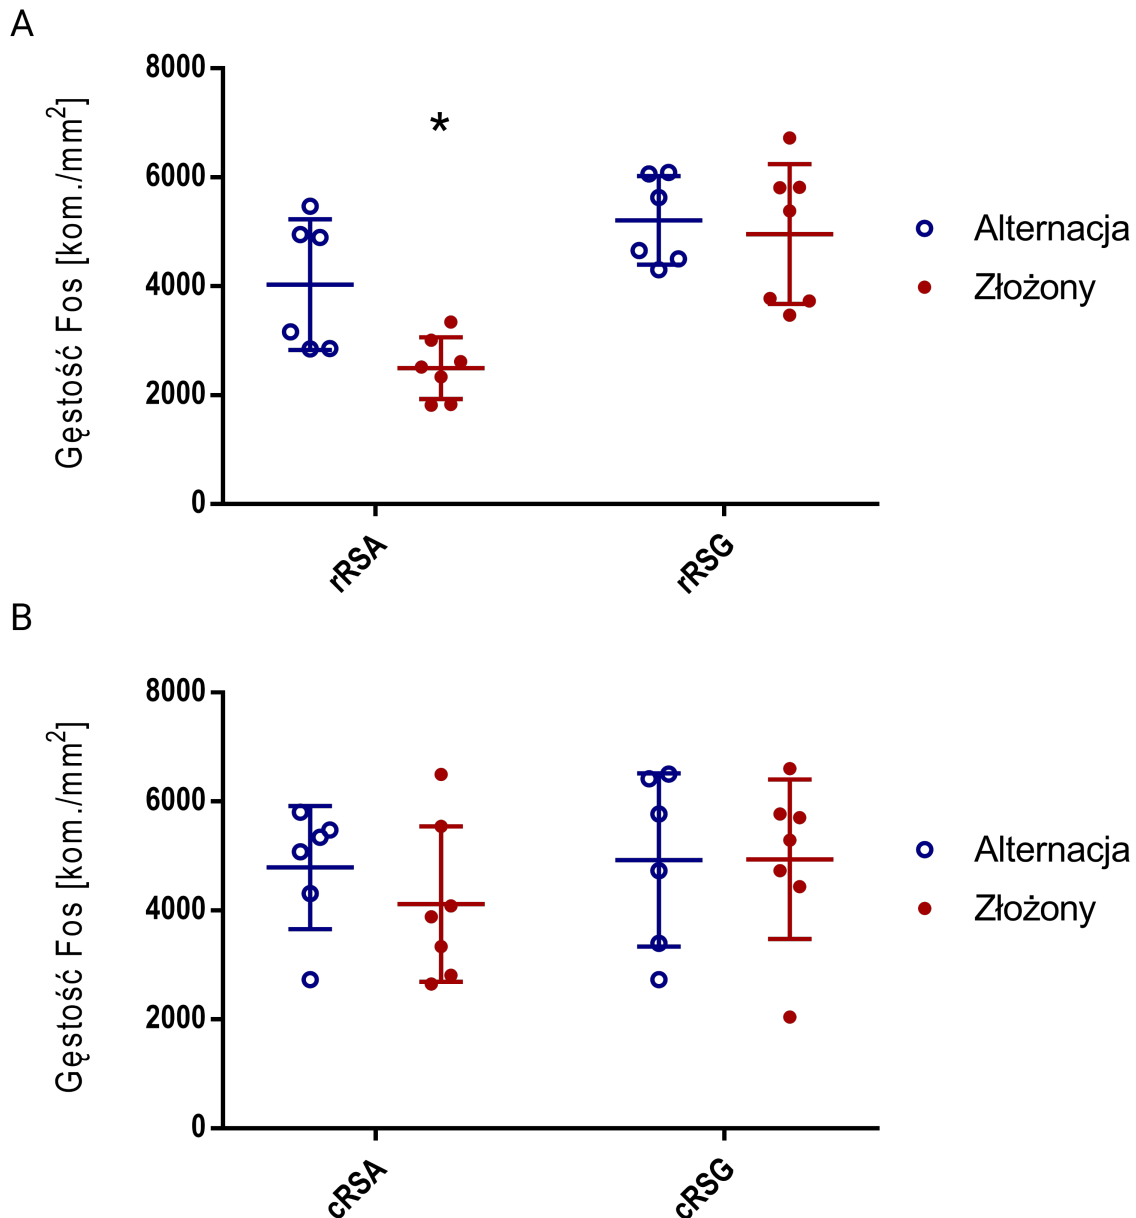 A
8000
6000
4000
2000
0
Gęstość Fos [kom./mm²]
*
rRSA
rRSG
Alternacja
Złożony
B
8000
6000
4000
2000
0
Gęstość Fos [kom./mm²]
cRSA
cRSG
Alternacja
Złożony